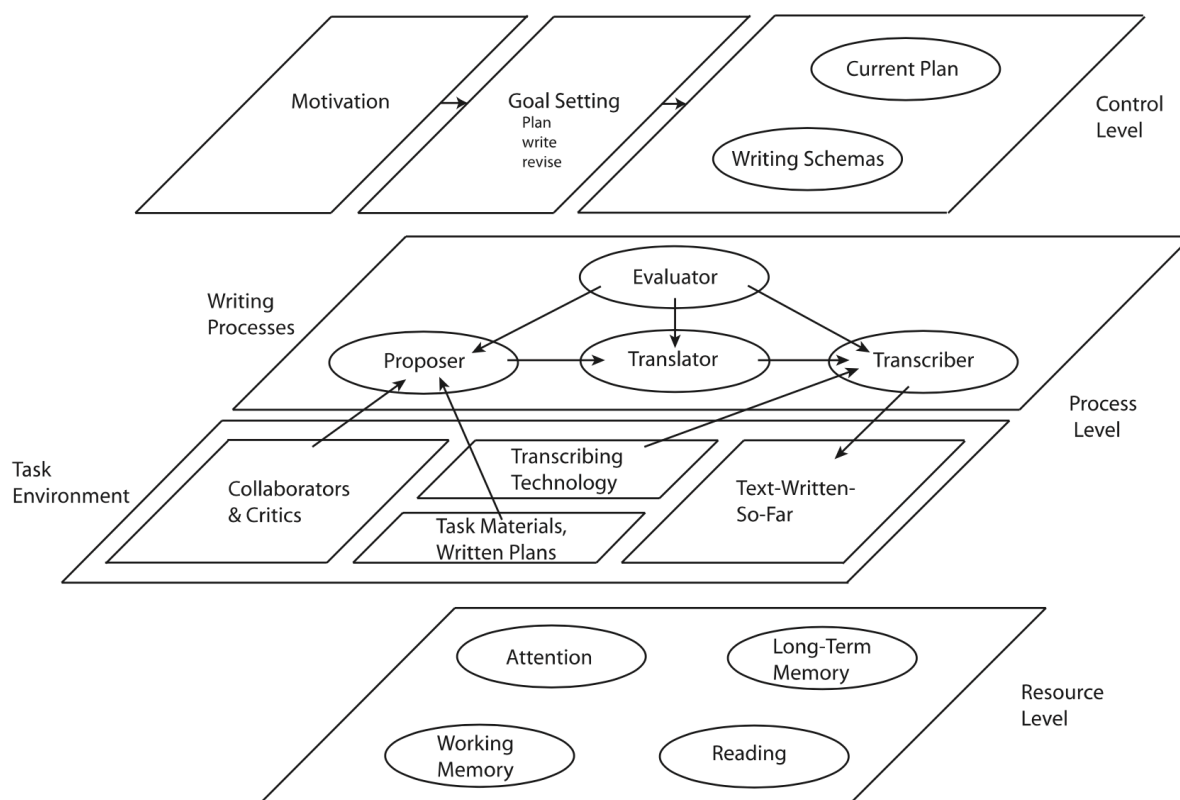 Motivation
Goal Setting
Plan
write
revise
Current Plan
Writing Schemas
Control
Level
Writing
Processes
Evaluator
Proposer
Translator
Transcriber
Process
Level
Task
Environment
Collaborators
& Critics
Transcribing
Technology
Task Materials,
Written Plans
Text-Written-
So-Far
Attention
Long-Term
Memory
Working
Memory
Reading
Resource
Level